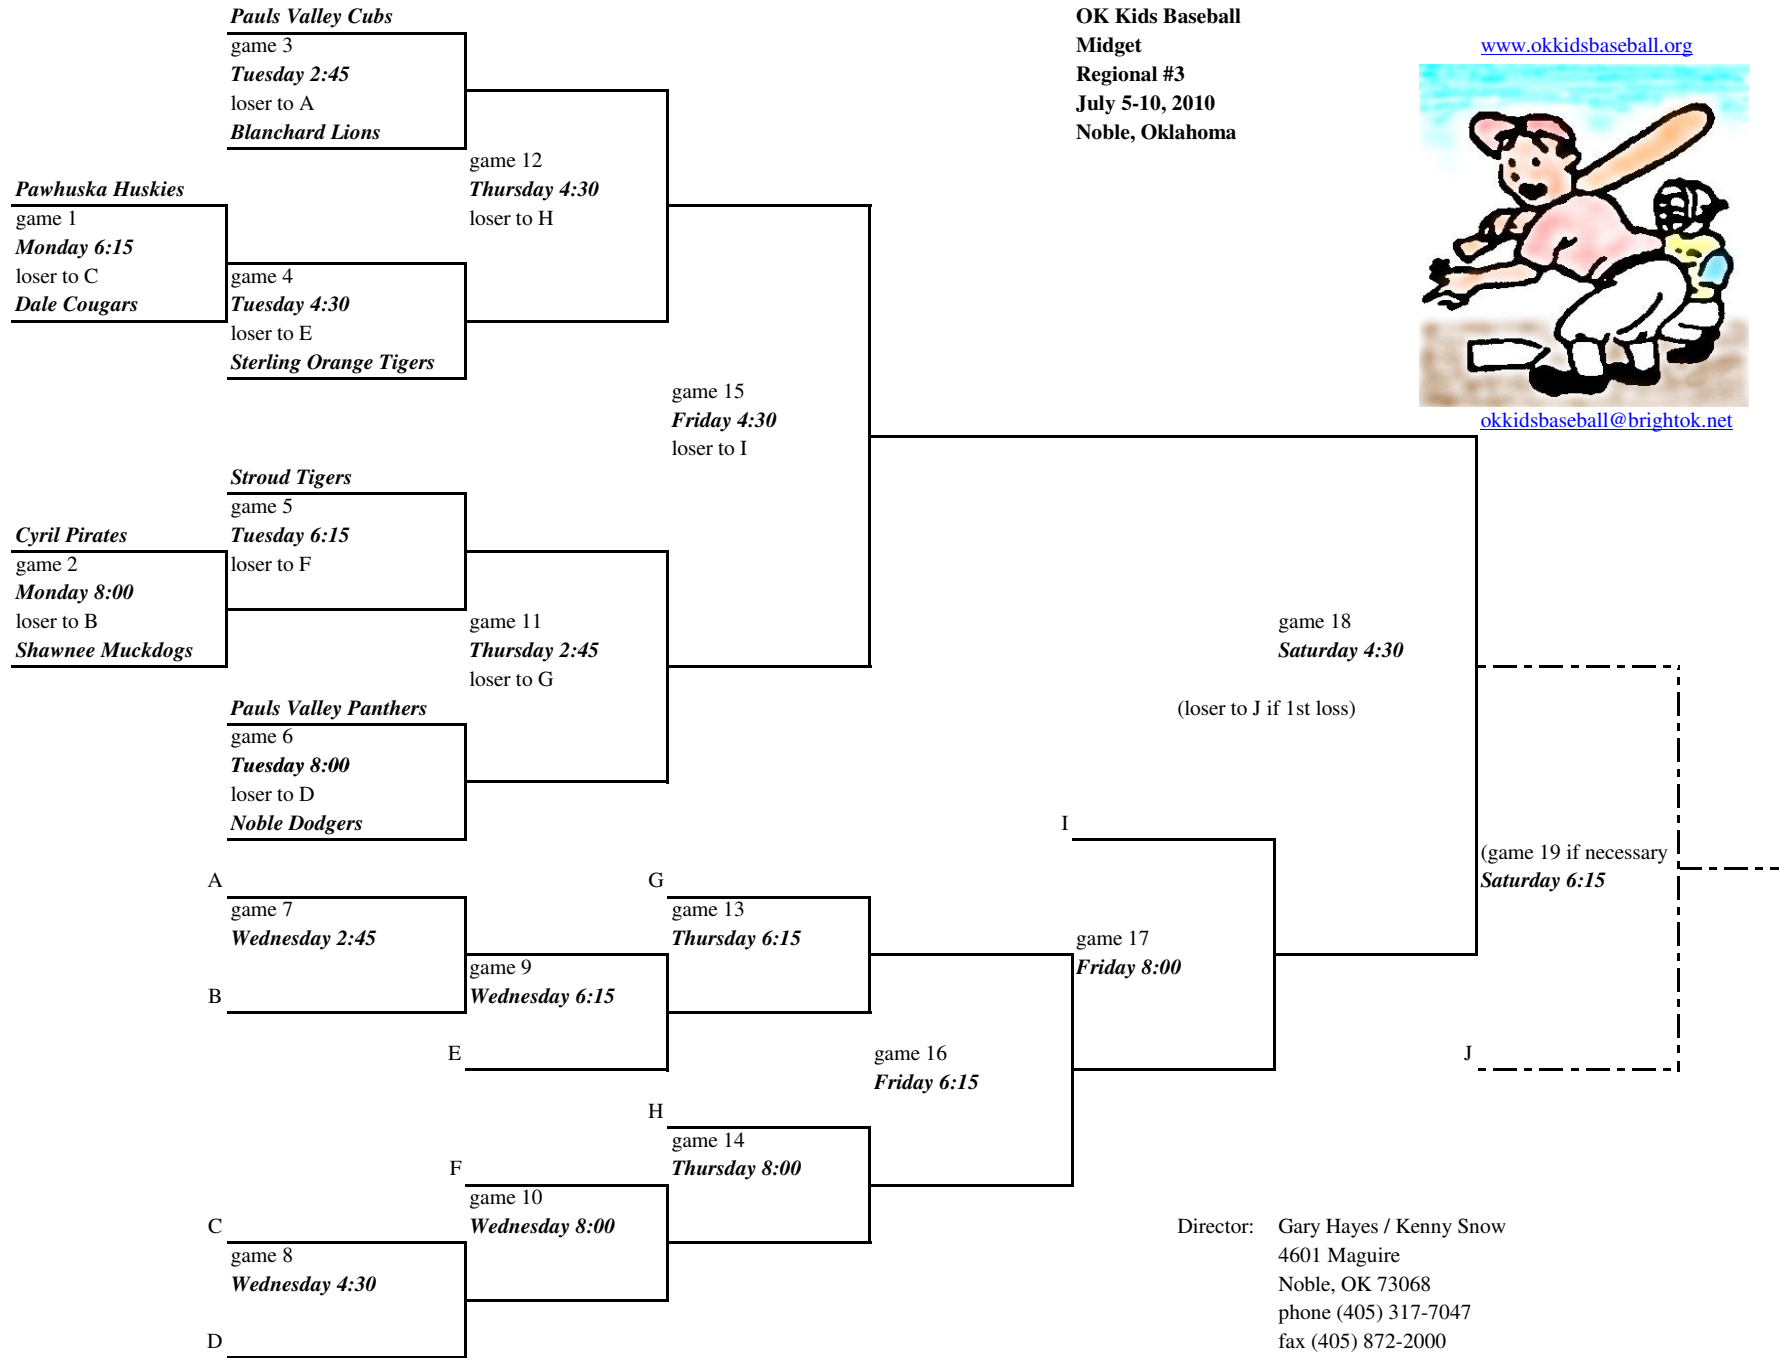 Pauls Valley Cubs
game 3
Tuesday 2:45
loser to A
Blanchard Lions
OK Kids Baseball
Midget
Regional #3
July 5-10, 2010
Noble, Oklahoma
www.okkidsbaseball.org
okkidsbaseball@brightok.net
game 12
Thursday 4:30
loser to H
Pawhuska Huskies
game 1
Monday 6:15
loser to C
Dale Cougars
game 4
Tuesday 4:30
loser to E
Sterling Orange Tigers
game 15
Friday 4:30
loser to I
Stroud Tigers
game 5
Tuesday 6:15
loser to F
Cyril Pirates
game 2
Monday 8:00
loser to B
Shawnee Muckdogs
game 11
Thursday 2:45
loser to G
Pauls Valley Panthers
game 6
Tuesday 8:00
loser to D
Noble Dodgers
game 18
Saturday 4:30
(loser to J if 1st loss)
I
(game 19 if necessary
Saturday 6:15
A
game 7
Wednesday 2:45
B
G
game 13
Thursday 6:15
game 17
Friday 8:00
game 9
Wednesday 6:15
E
game 16
Friday 6:15
J
H
game 14
Thursday 8:00
F
game 10
Wednesday 8:00
C
game 8
Wednesday 4:30
D
Director: Gary Hayes / Kenny Snow
4601 Maguire
Noble, OK 73068
phone (405) 317-7047
fax (405) 872-2000